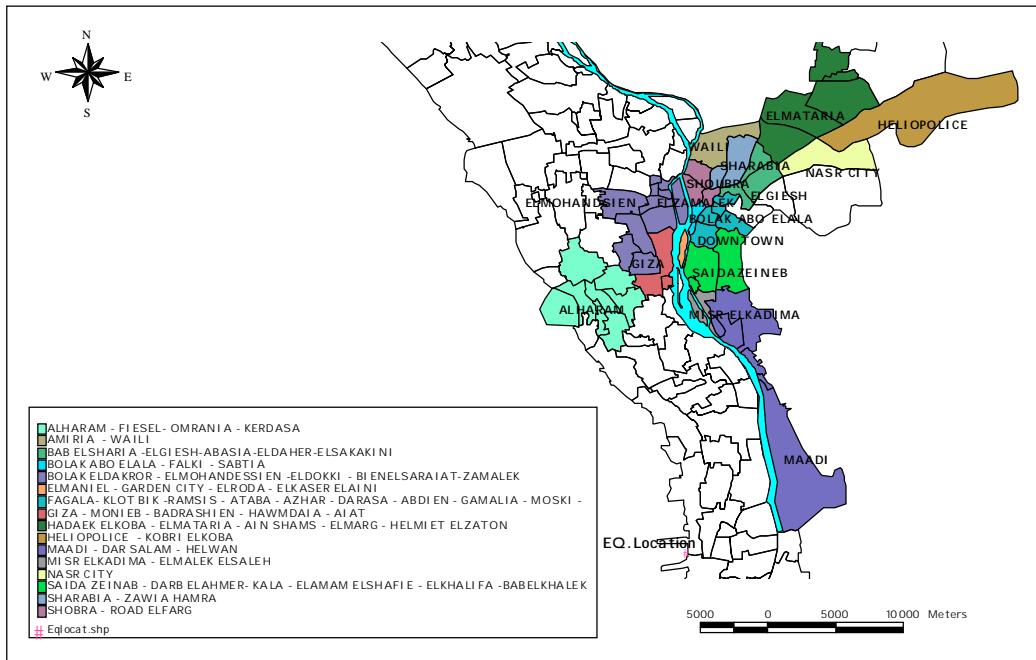 N
W E
S
ELMATARIA
HELIOPOLICE
WAILI
SHARABIA
NASR CITY
SHOUBRA
ELGIESH
ELMOHANDSIEN
ELZAMALEK
BOLAK ABO ELALA
DOWNTOWN
GIZA
SAIDAZEINEB
ALHARAM
MISR ELKADIMA
MAADI
EQ.Location
#
ALHARAM - FIESEL- OMRANIA - KERDASA
AMIRIA - WAILI
BAB ELSHARIA -ELGIESH-ABASIA-ELDAHER-ELSAKAKINI
BOLAK ABO ELALA - FALKI - SABTIA
BOLAK ELDAKROR - ELMOHANDESSIEN -ELDOKKI - BIENELSARAIAT-ZAMALEK
ELMANIEL - GARDEN CITY - ELRODA - ELKASER ELAINI
FAGALA- KLOTBIK -RAMSIS - ATABA - AZHAR - DARASA - ABDIEN - GAMALIA - MOSKI -
GIZA - MONIEB - BADRASHIEN - HAWMDAIA - AIAT
HADAEK ELKOBA - ELMATARIA - AIN SHAMS - ELMARG - HELMIET ELZATON
HELIOPOLICE - KOBRI ELKOBA
MAADI - DAR SALAM - HELWAN
MISR ELKADIMA - ELMALEK ELSALEH
NASR CITY
SAIDA ZEINAB - DARB ELAHMER- KALA - ELAMAM ELSHAFIE - ELKHALIFA -BABELKHALEK
SHARABIA - ZAWIA HAMRA
SHOBRA - ROAD ELFARG
# Eqlocat.shp
5000 0 5000 10000 Meters